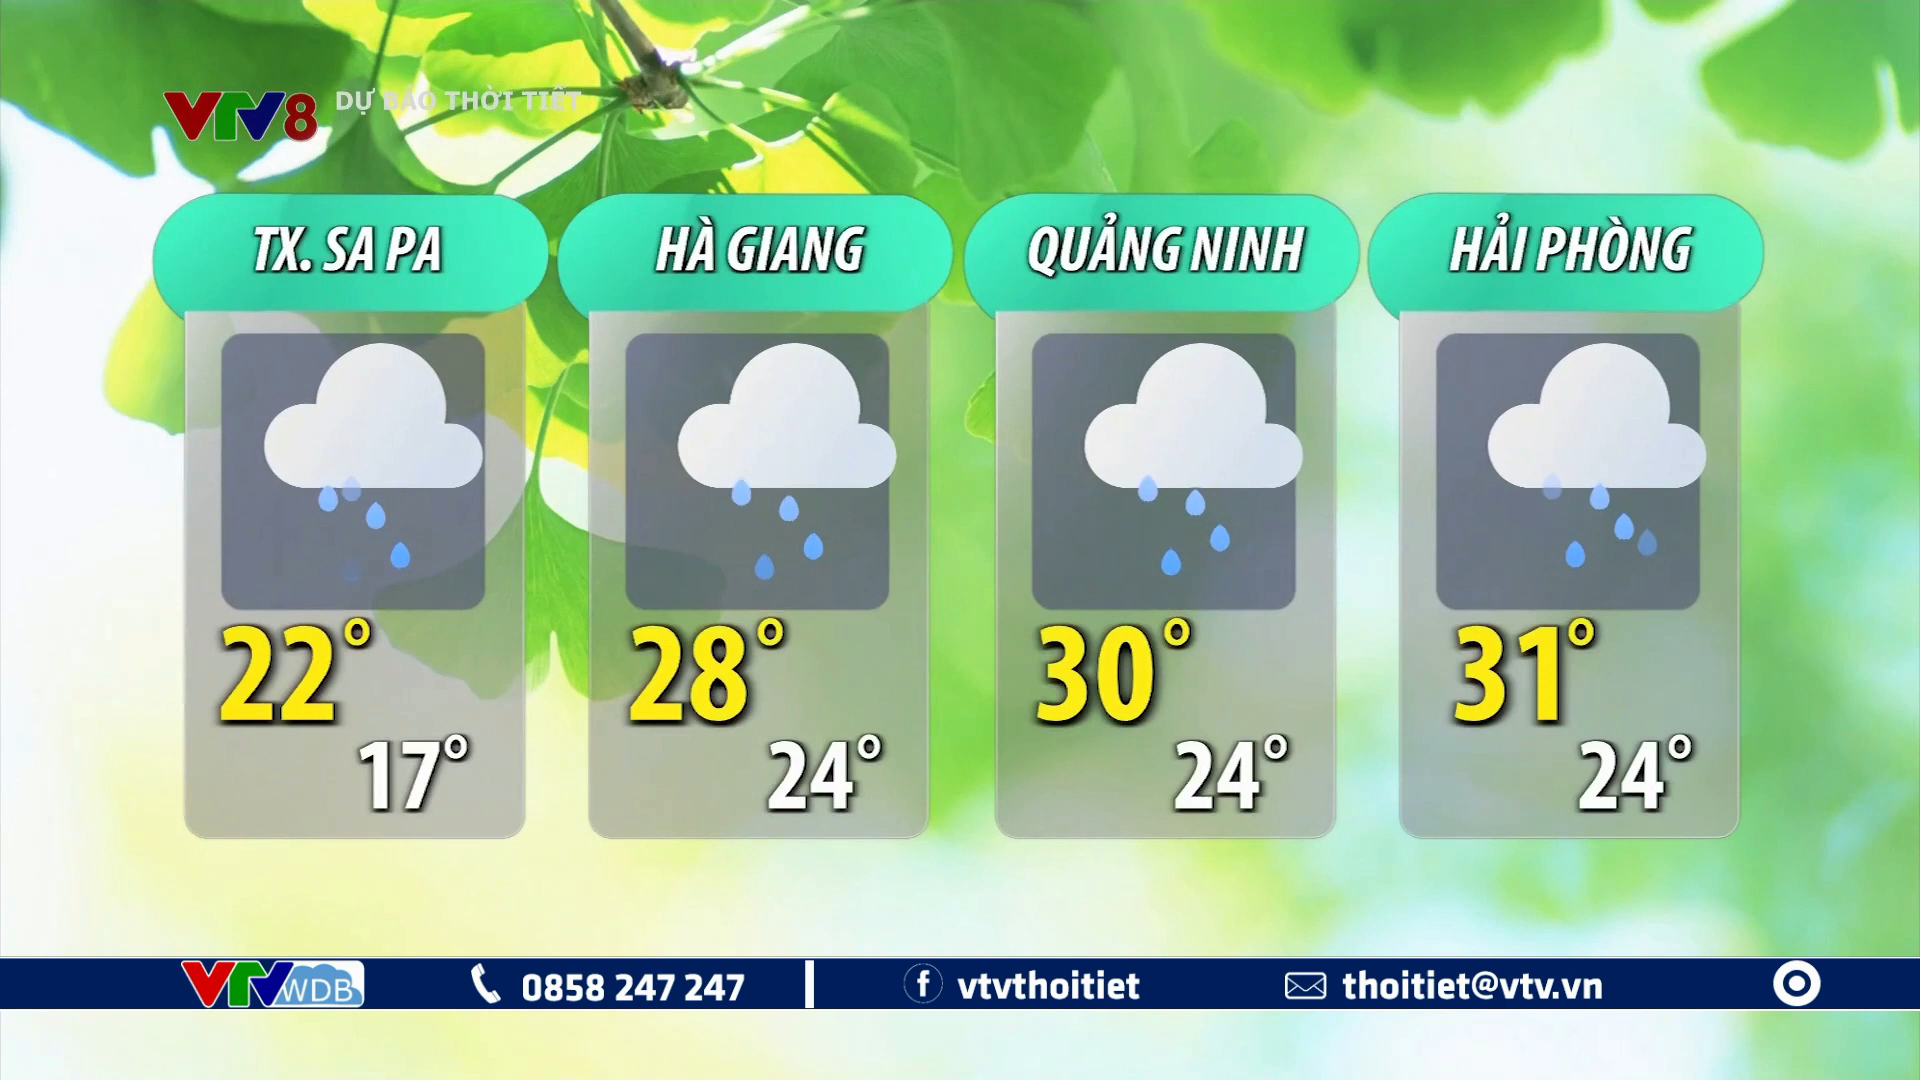 VTV8 DỰ BÁO THỜI TIẾT
TX. SA PA
22°
17°
HÀ GIANG
28°
24°
QUẢNG NINH
30°
24°
HẢI PHÒNG
31°
24°
VTV WDB 0858 247 247 vtvthoitiet thoitiet@vtv.vn